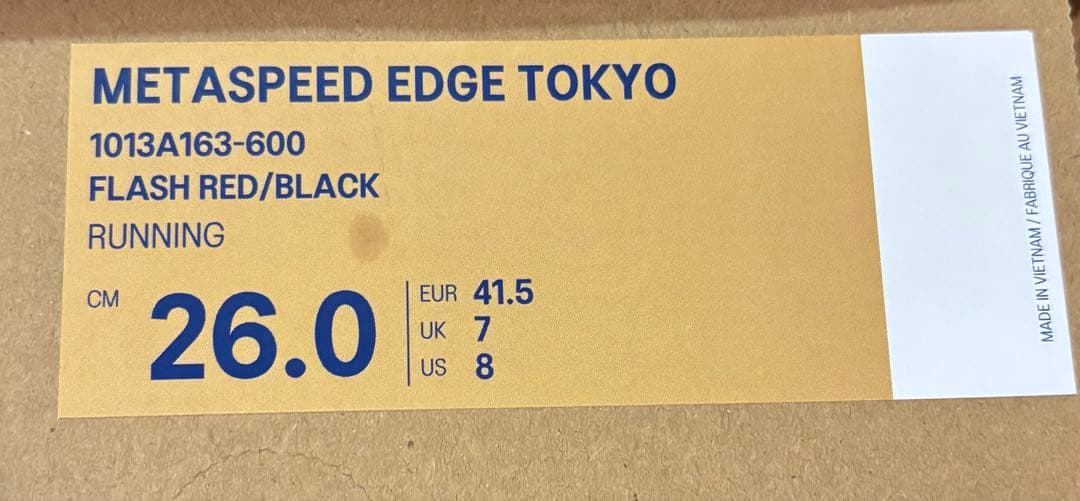 METASPEED EDGE TOKYO
1013A163-600
FLASH RED/BLACK
RUNNING
CM 26.0
EUR 41.5
UK 7
US 8
MADE IN VIETNAM / FABRIQUE AU VIETNAM